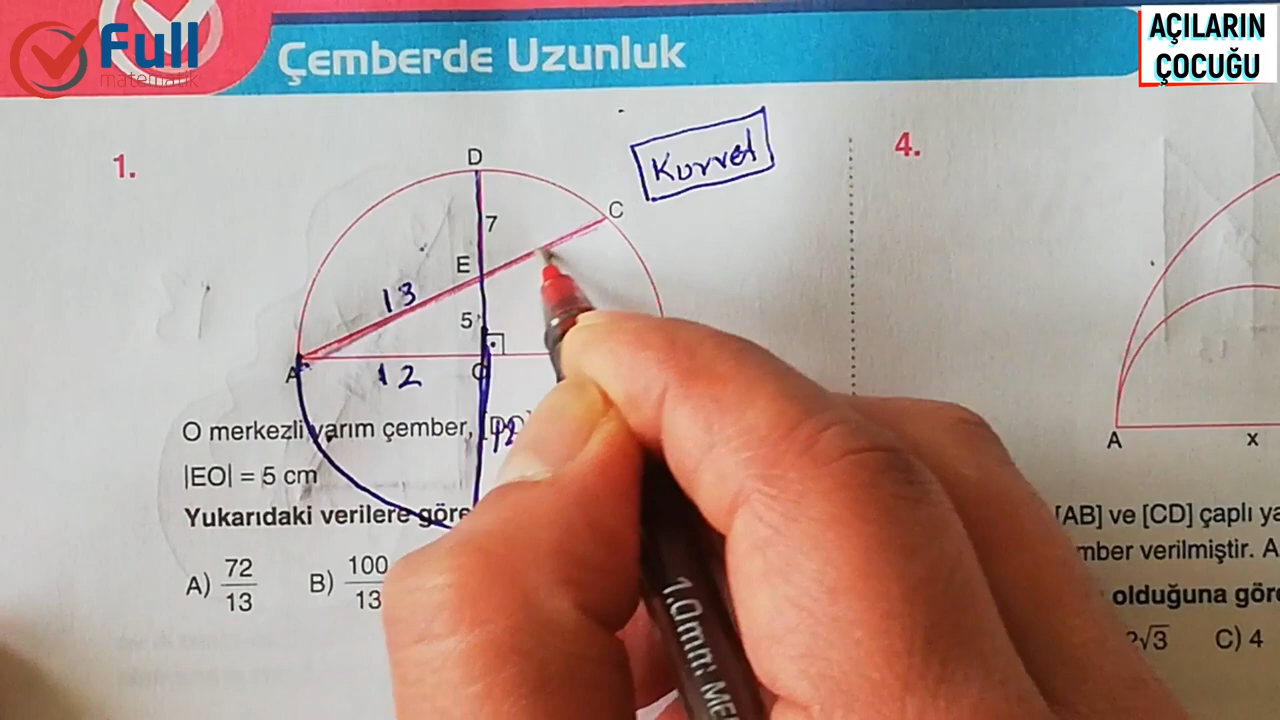 Full
matematik
Çemberde Uzunluk
AÇILARIN
ÇOCUĞU
1.
D
Kuvvet
C
7
E
13
5
A
12
O
12
O merkezli yarım çember,
|EO| = 5 cm
Yukarıdaki verilere göre
A) 72/13 B) 100/13
1.0mm
4.
A
x
[AB] ve [CD] çaplı
mber verilmiştir. A
olduğuna göre
2√3 C) 4